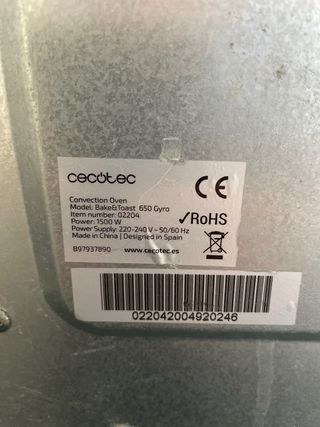 cecotec
CE
Convection Oven
Model: Bake&Toast 650 Gyro
Item number: 02204
Power: 1500 W
Power Supply: 220-240 V ~ 50/60 Hz
Made in China | Designed in Spain
✓RoHS
B97937890
www.cecotec.es
022042004920246